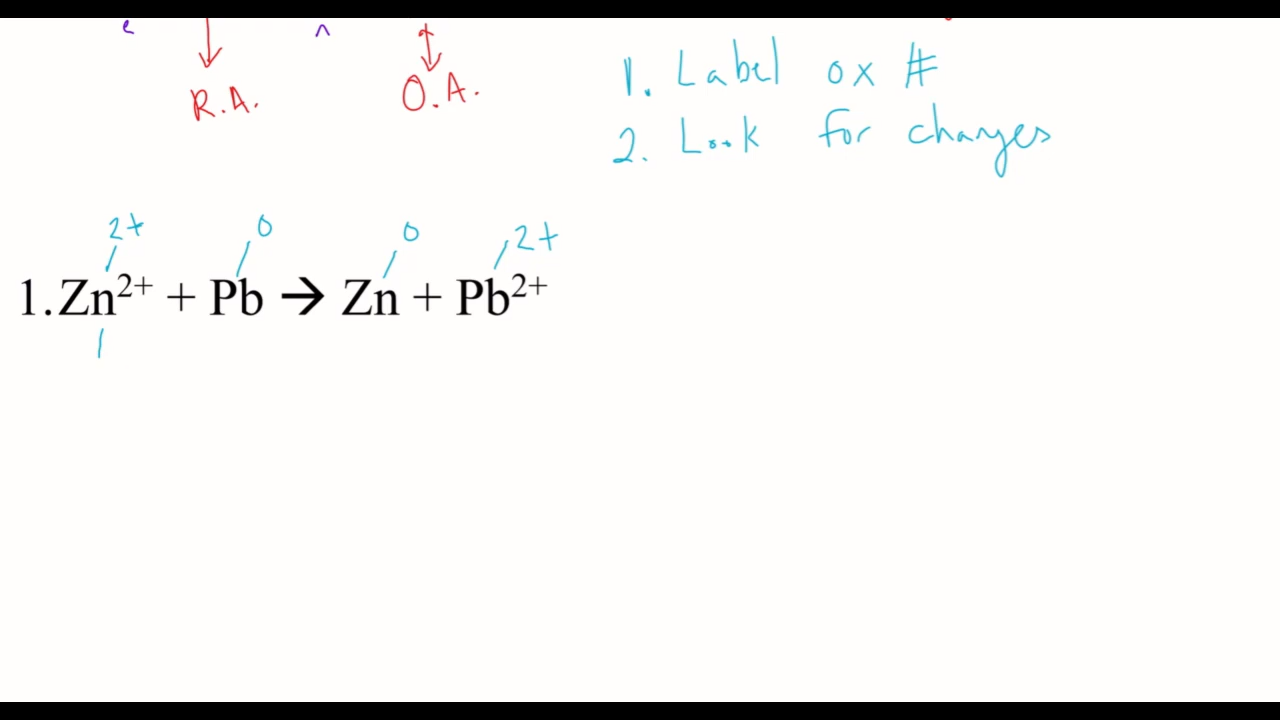 e n
R.A. O.A.
1. Label ox #
2. Look for changes
2+ 0 0 2+
1. Zn²⁺ + Pb → Zn + Pb²⁺